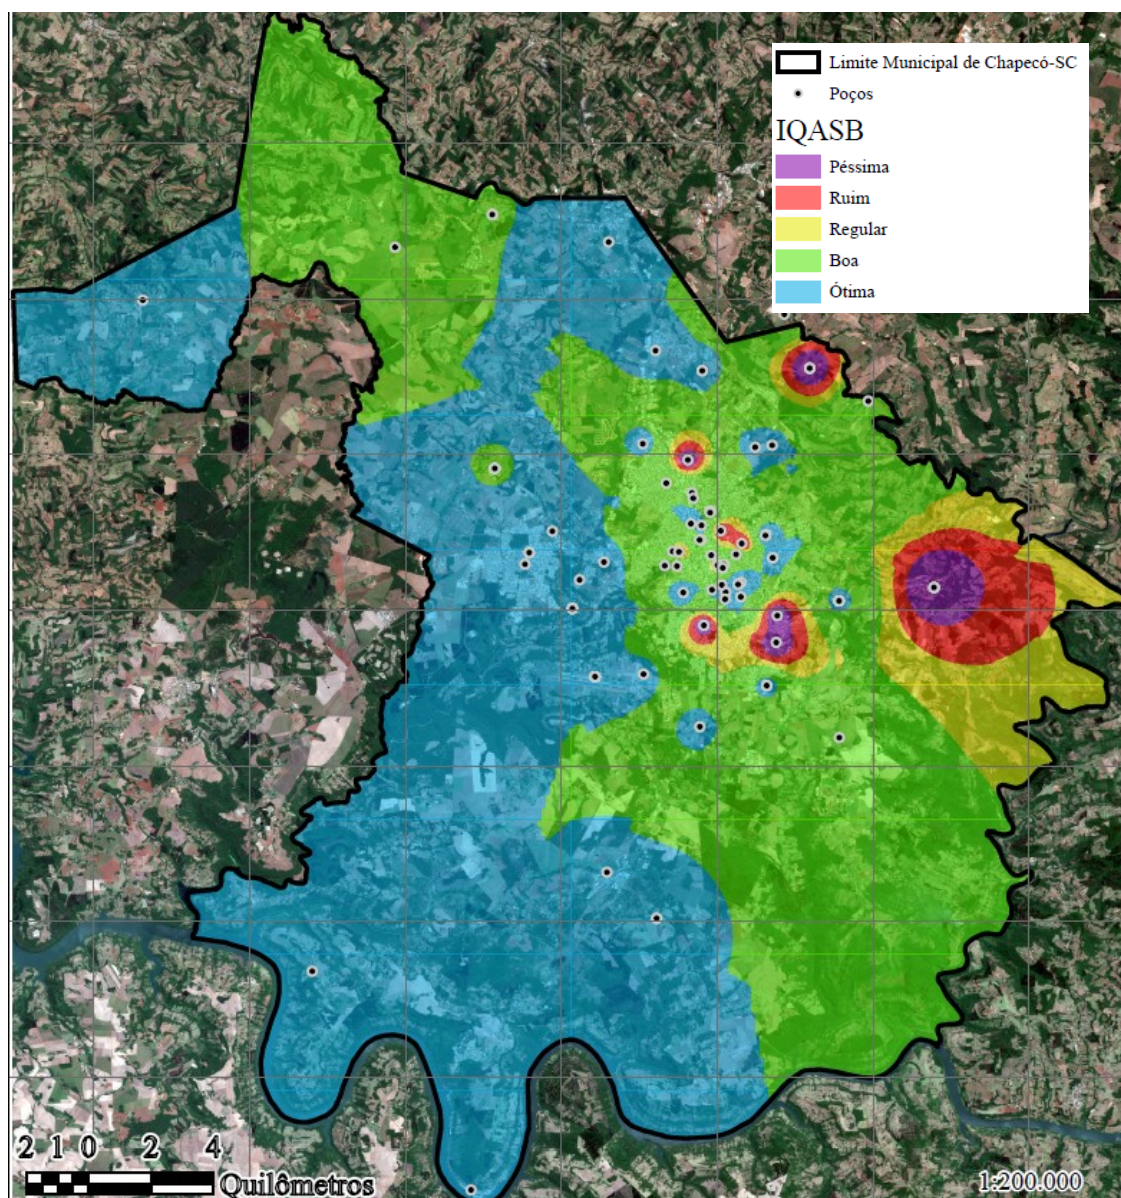 Limite Municipal de Chapecó-SC
Poços
IQASB
Péssima
Ruim
Regular
Boa
Ótima
2 1 0 2 4
Quilômetros
1:200.000